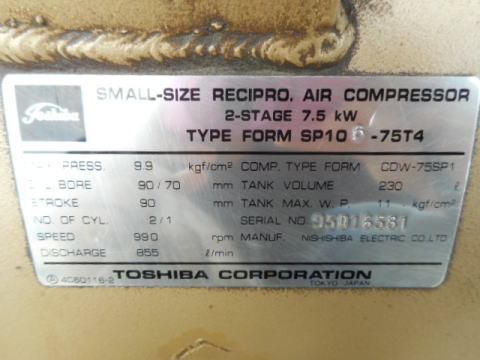 Toshiba
SMALL-SIZE RECIPRO. AIR COMPRESSOR
2-STAGE 7.5 kW
TYPE FORM SP10 -75T4
PRESS. 9.9 kgf/cm² COMP. TYPE FORM CDW-75SP1
BORE 90/70 mm TANK VOLUME 230 ℓ
STROKE 90 mm TANK MAX. W. P. 11 kgf/cm²
NO. OF CYL. 2/1 SERIAL NO
SPEED 990 rpm MANUF. NISHISHIBA ELECTRIC CO.,LTD
DISCHARGE 855 ℓ/min
TOSHIBA CORPORATION
4C60116-2 TOKYO JAPAN